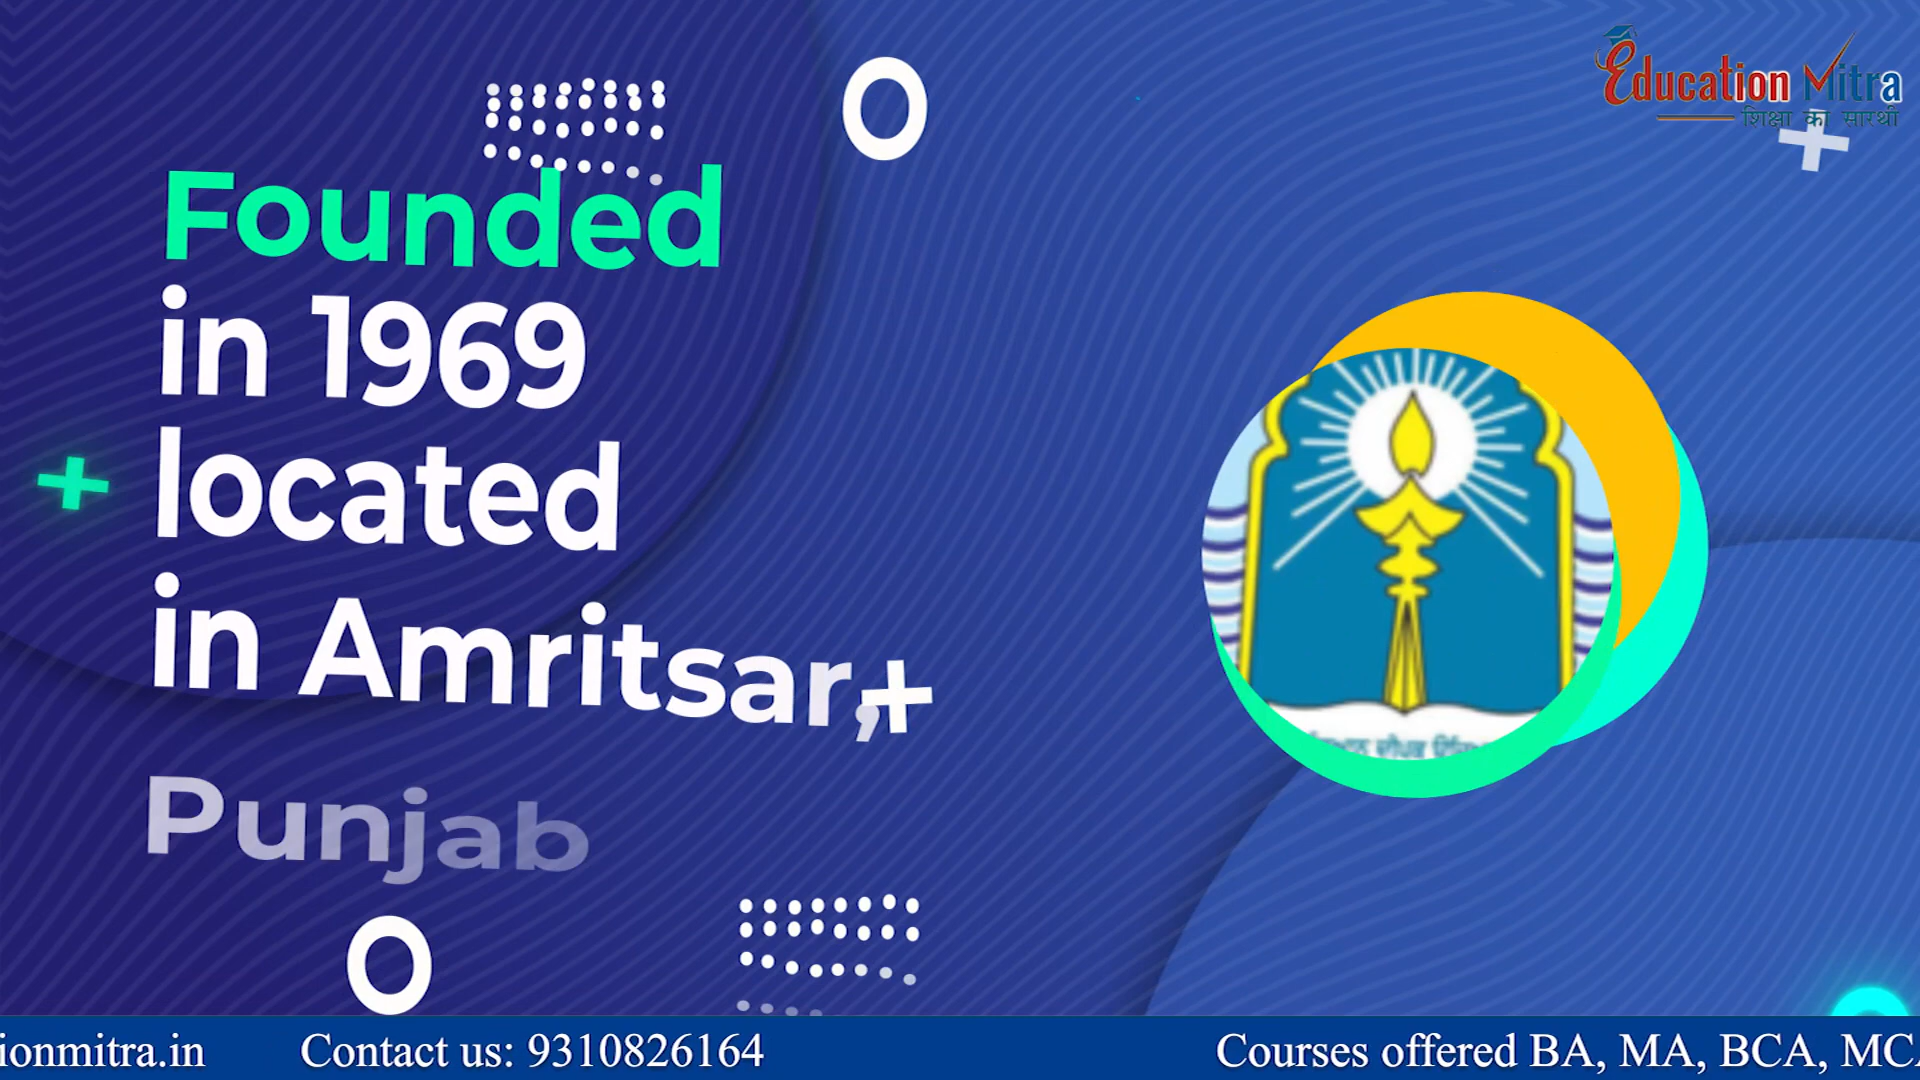 Education Mitra
शिक्षा का सारथी
Founded
in 1969
located
in Amritsar,
Punjab
ionmitra.in
Contact us: 9310826164
Courses offered BA, MA, BCA, MCA